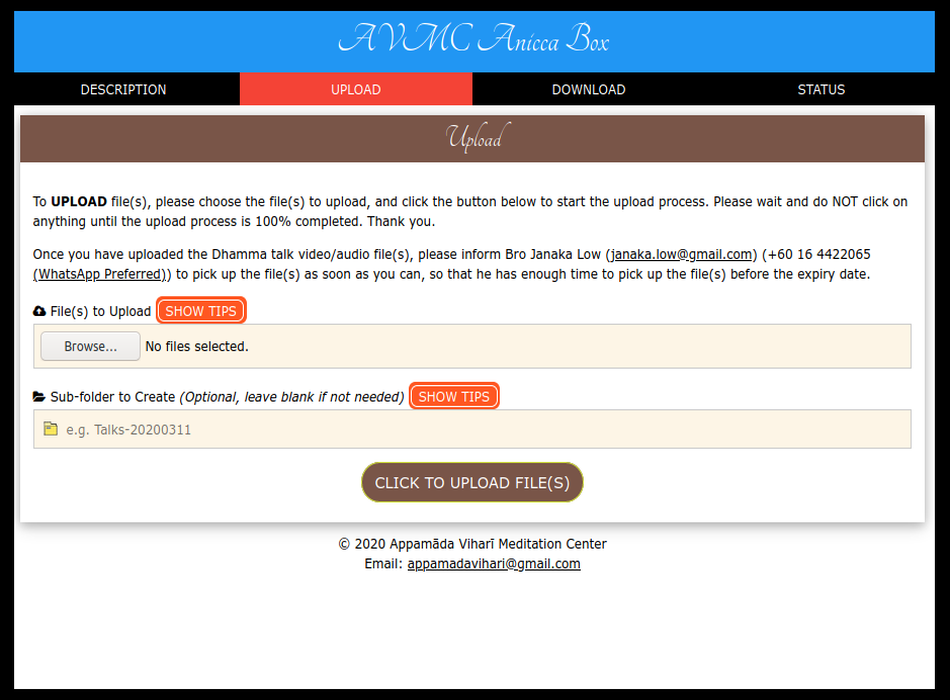 AVMC Anicca Box
DESCRIPTION
UPLOAD
DOWNLOAD
STATUS
Upload
To UPLOAD file(s), please choose the file(s) to upload, and click the button below to start the upload process. Please wait and do NOT click on
anything until the upload process is 100% completed. Thank you.
Once you have uploaded the Dhamma talk video/audio file(s), please inform Bro Janaka Low (janaka.low@gmail.com) (+60 16 4422065
(WhatsApp Preferred)) to pick up the file(s) as soon as you can, so that he has enough time to pick up the file(s) before the expiry date.
File(s) to Upload SHOW TIPS
Browse... No files selected.
Sub-folder to Create (Optional, leave blank if not needed) SHOW TIPS
e.g. Talks-20200311
CLICK TO UPLOAD FILE(S)
© 2020 Appamāda Viharī Meditation Center
Email: appamadavihari@gmail.com